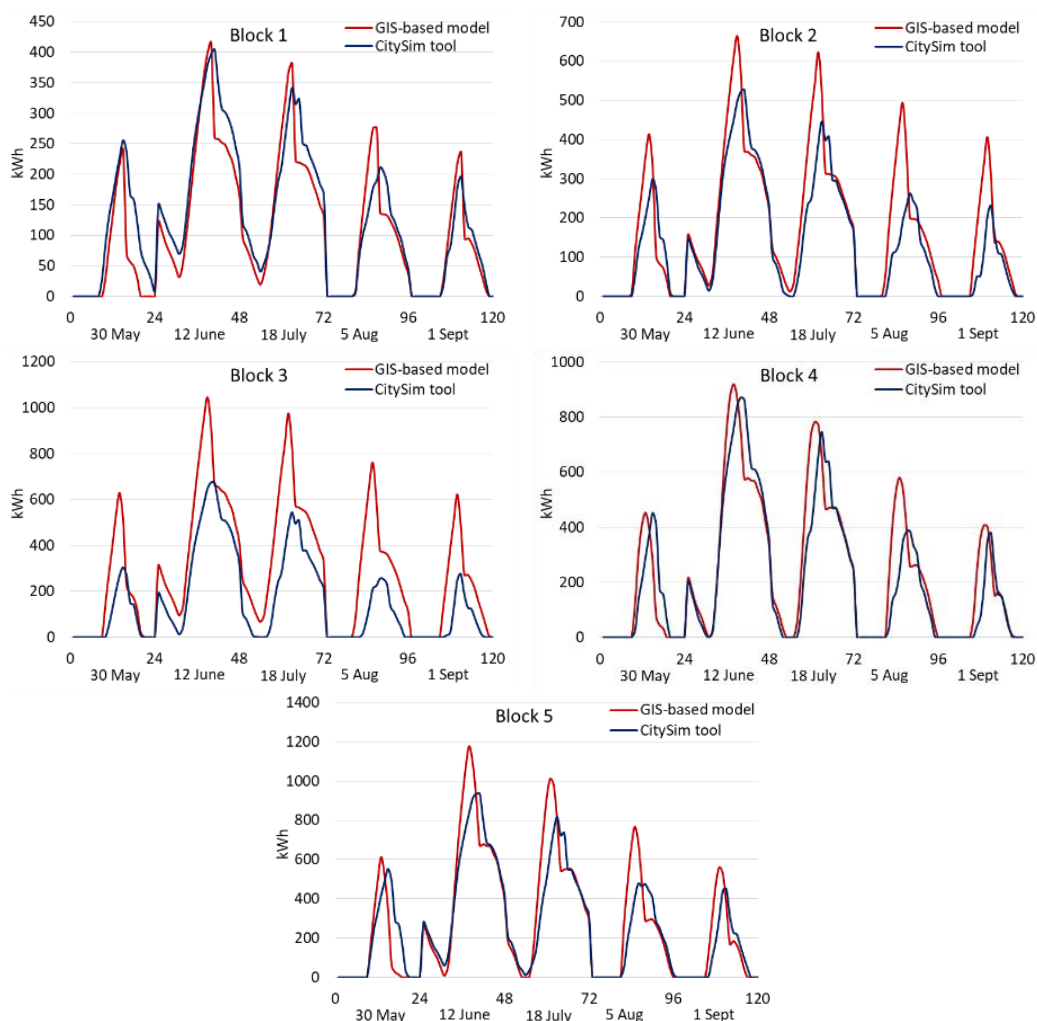 Block 1
GIS-based model
CitySim tool
450
400
350
300
250
200
150
100
50
0
kWh
0 24 48 72 96 120
30 May 12 June 18 July 5 Aug 1 Sept
Block 2
GIS-based model
CitySim tool
700
600
500
400
300
200
100
0
kWh
0 24 48 72 96 120
30 May 12 June 18 July 5 Aug 1 Sept
Block 3
GIS-based model
CitySim tool
1200
1000
800
600
400
200
0
kWh
0 24 48 72 96 120
30 May 12 June 18 July 5 Aug 1 Sept
Block 4
GIS-based model
CitySim tool
1000
800
600
400
200
0
kWh
0 24 48 72 96 120
30 May 12 June 18 July 5 Aug 1 Sept
Block 5
GIS-based model
CitySim tool
1400
1200
1000
800
600
400
200
0
kWh
0 24 48 72 96 120
30 May 12 June 18 July 5 Aug 1 Sept